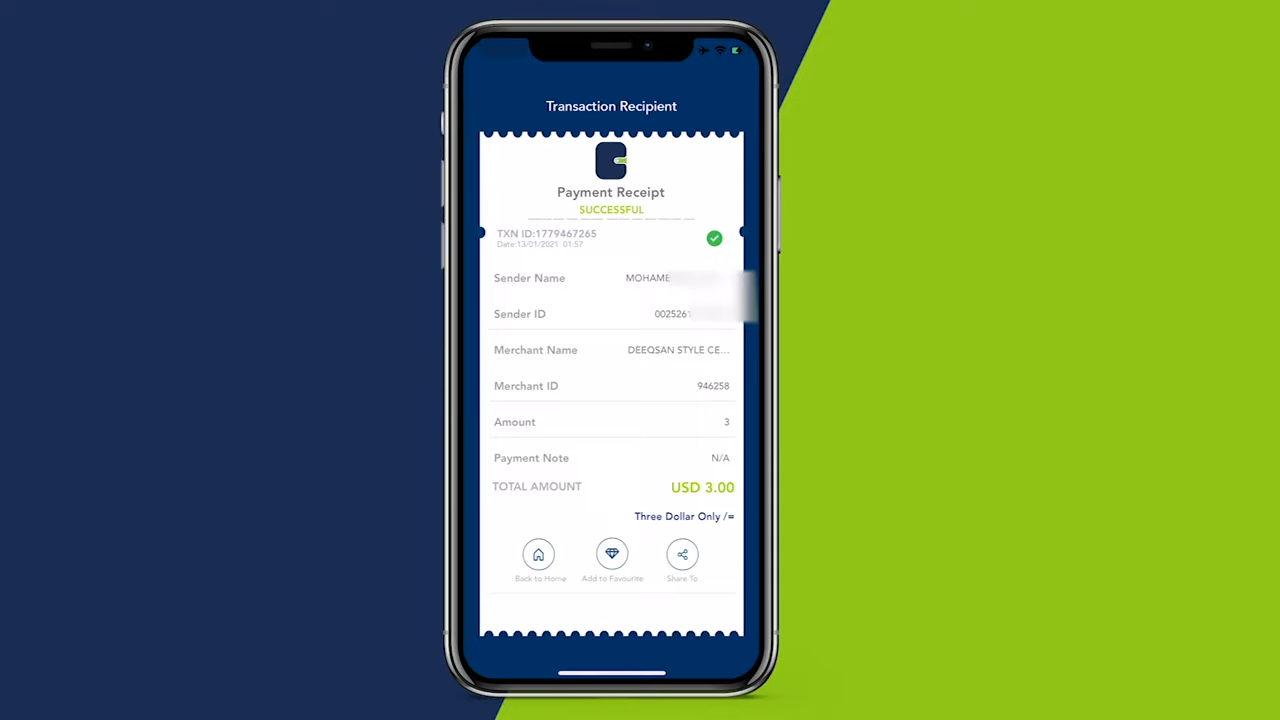 Transaction Recipient
Payment Receipt
SUCCESSFUL
TXN ID:1779467265
Date:13/01/2021 01:57
Sender Name MOHAME
Sender ID 0025261
Merchant Name DEEQSAN STYLE CE...
Merchant ID 946258
Amount 3
Payment Note N/A
TOTAL AMOUNT USD 3.00
Three Dollar Only /=
Back to Home Add to Favourite Share To